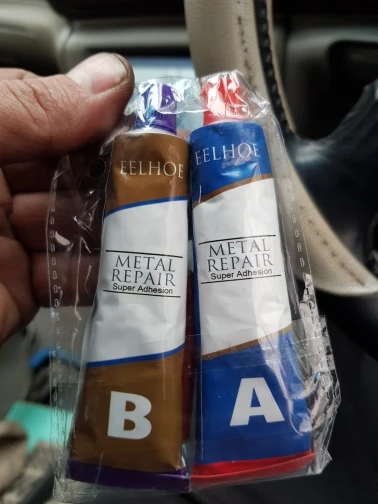 EELHOE
METAL
REPAIR
Super Adhesion
B
EELHOE
METAL
REPAIR
Super Adhesion
A